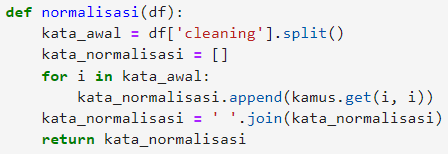 def normalisasi(df):
    kata_awal = df['cleaning'].split()
    kata_normalisasi = []
    for i in kata_awal:
        kata_normalisasi.append(kamus.get(i, i))
    kata_normalisasi = ' '.join(kata_normalisasi)
    return kata_normalisasi